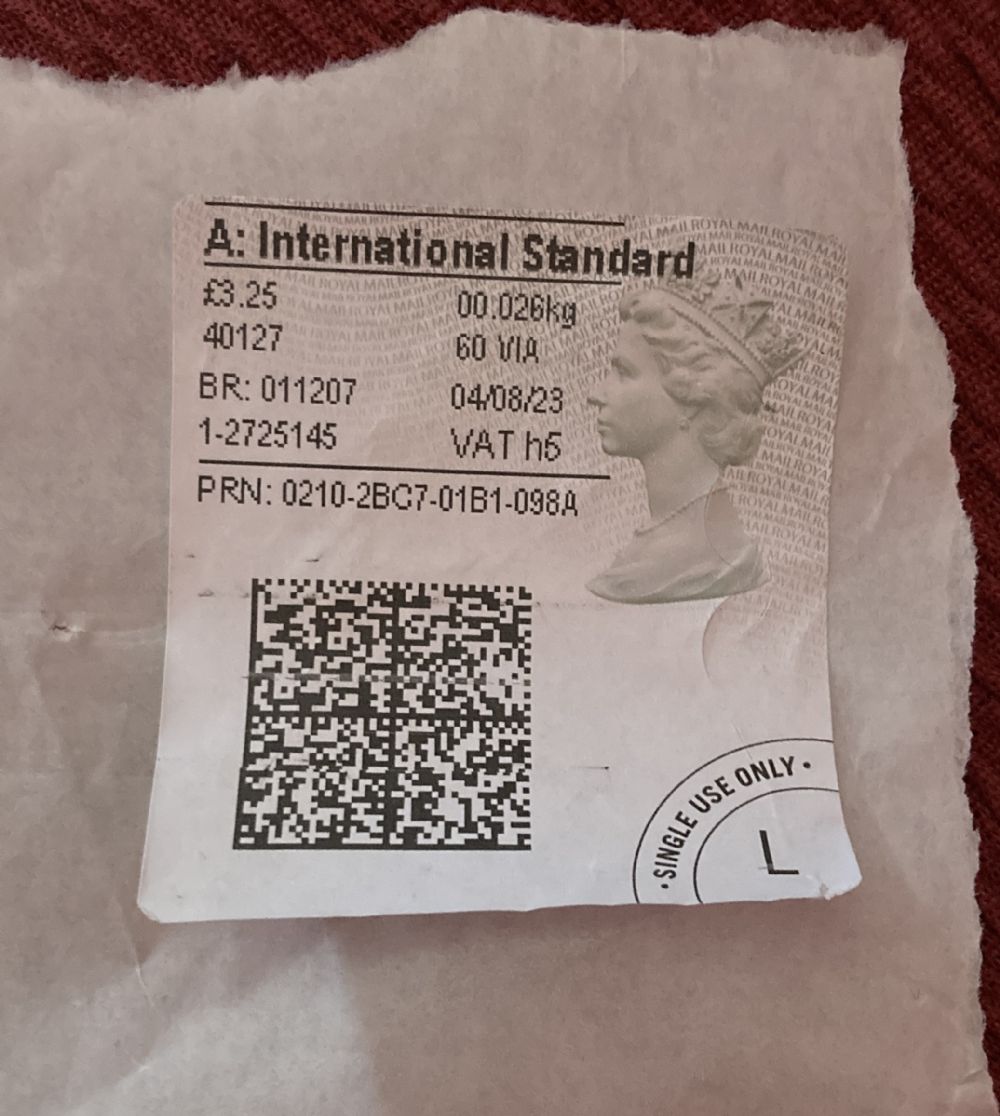 A: International Standard
£3.25 00.026kg
40127 60 VIA
BR: 011207 04/08/23
1-2725145 VAT h5
PRN: 0210-2BC7-01B1-098A
ROYALMAIL
• SINGLE USE ONLY •
L